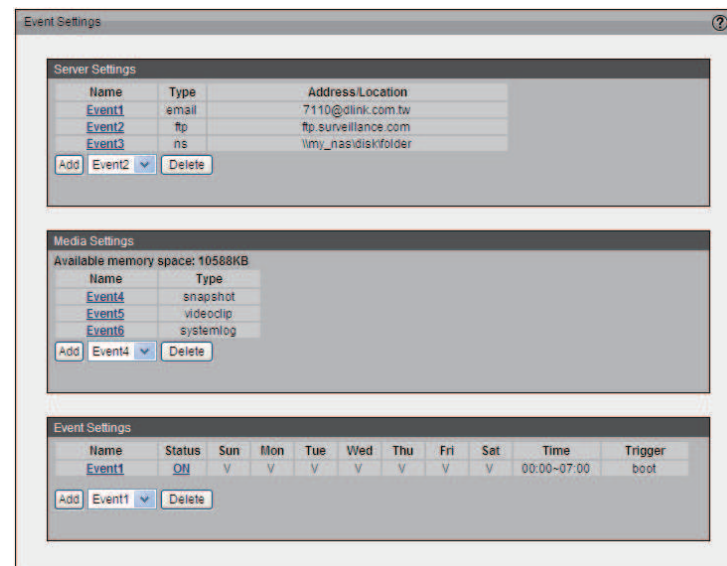 Event Settings ?
Server Settings
Name Type Address/Location
Event1 email 7110@dlink.com.tw
Event2 ftp ftp.surveillance.com
Event3 ns \\my_nas\disk\folder
Add Event2 Delete
Media Settings
Available memory space: 10588KB
Name Type
Event4 snapshot
Event5 videoclip
Event6 systemlog
Add Event4 Delete
Event Settings
Name Status Sun Mon Tue Wed Thu Fri Sat Time Trigger
Event1 ON V V V V V V V 00:00~07:00 boot
Add Event1 Delete